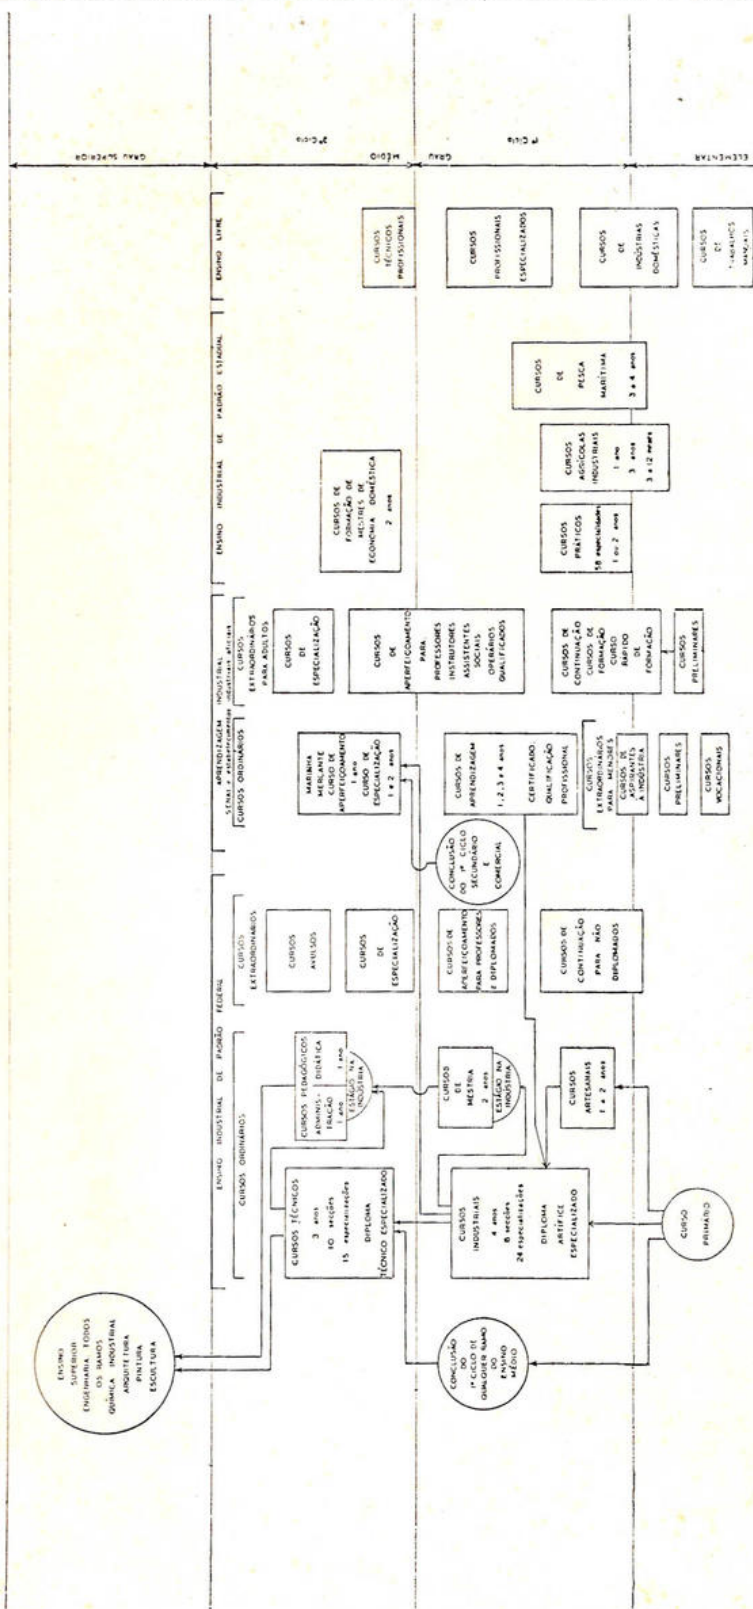 GRAU SUPERIOR
2º Ciclo
MÉDIO
GRAU
1º Ciclo
ELEMENTAR
ENSINO LIVRE
CURSOS
TÉCNICOS
PROFISSIONAIS
CURSOS
PROFISSIONAIS
ESPECIALIZADOS
CURSOS
DE
INDÚSTRIAS
DOMÉSTICAS
CURSOS
DE
TRABALHOS
MANUAIS
ENSINO INDUSTRIAL DE PADRÃO ESTADUAL
CURSOS DE
FORMAÇÃO DE
MESTRES DE
ECONOMIA DOMÉSTICA
2 anos
CURSOS
DE
PESCA
MARÍTIMA
3 e 4 anos
CURSOS
AGRÍCOLAS
INDUSTRIAIS
1 ano
3 anos
3 a 12 meses
CURSOS
PRÁTICOS
58 especialidades
1 ou 2 anos
APRENDIZAGEM INDUSTRIAL
SENAI e estabelecimentos industriais oficiais
CURSOS
EXTRAORDINÁRIOS
PARA ADULTOS
CURSOS
DE
ESPECIALIZAÇÃO
CURSOS
DE
APERFEIÇOAMENTO
PARA
PROFESSORES
INSTRUTORES
ASSISTENTES
SOCIAIS
OPERÁRIOS
QUALIFICADOS
CURSOS DE
CONTINUAÇÃO
CURSOS DE
FORMAÇÃO
CURSO
RÁPIDO
DE
FORMAÇÃO
CURSOS
PRELIMINARES
CURSOS ORDINÁRIOS
MARINHA
MERCANTE
CURSO DE
APERFEIÇOAMENTO
1 ano
CURSO DE
ESPECIALIZAÇÃO
1 e 2 anos
CURSOS DE
APRENDIZAGEM
1, 2, 3 e 4 anos
CERTIFICADO.
QUALIFICAÇÃO
PROFISSIONAL
CURSOS
EXTRAORDINÁRIOS
PARA MENORES
CURSOS DE
ASPIRANTES
À INDÚSTRIA
CURSOS
PRELIMINARES
CURSOS
VOCACIONAIS
CONCLUSÃO
DO 1º CICLO
SECUNDÁRIO
E
COMERCIAL
ENSINO INDUSTRIAL DE PADRÃO FEDERAL
CURSOS
EXTRAORDINÁRIOS
CURSOS
AVULSOS
CURSOS
DE
ESPECIALIZAÇÃO
CURSOS DE
APERFEIÇOAMENTO
PARA PROFESSORES
E DIPLOMADOS
CURSOS DE
CONTINUAÇÃO
PARA NÃO
DIPLOMADOS
CURSOS ORDINÁRIOS
CURSOS PEDAGÓGICOS
ADMINIS-
TRAÇÃO
1 ano
DIDÁTICA
1 ano
ESTÁGIO NA
INDÚSTRIA
CURSOS
DE
MESTRIA
2 anos
ESTÁGIO NA
INDÚSTRIA
CURSOS
ARTESANAIS
1 e 2 anos
CURSOS TÉCNICOS
3 anos
10 secções
15 especializações
DIPLOMA
TÉCNICO ESPECIALIZADO
CURSOS
INDUSTRIAIS
4 anos
8 secções
24 especializações
DIPLOMA
ARTÍFICE
ESPECIALIZADO
CURSO
PRIMÁRIO
ENSINO
SUPERIOR
ENGENHARIA, TODOS
OS RAMOS
QUÍMICA INDUSTRIAL
ARQUITETURA
PINTURA
ESCULTURA
CONCLUSÃO
DO
1º CICLO DE
QUALQUER RAMO
DO
ENSINO
MÉDIO